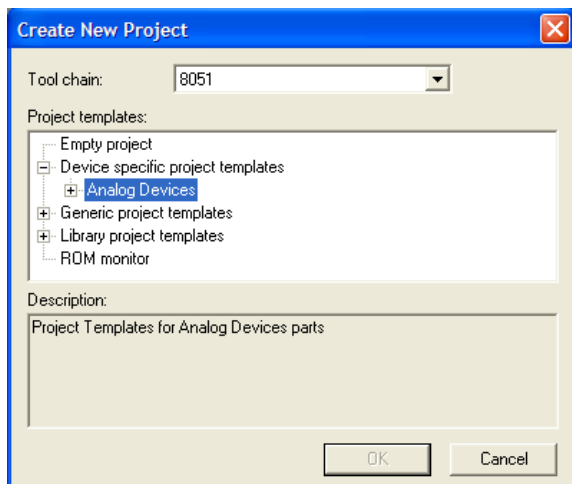 Create New Project
Tool chain: 8051
Project templates:
Empty project
Device specific project templates
Analog Devices
Generic project templates
Library project templates
ROM monitor
Description:
Project Templates for Analog Devices parts
OK Cancel